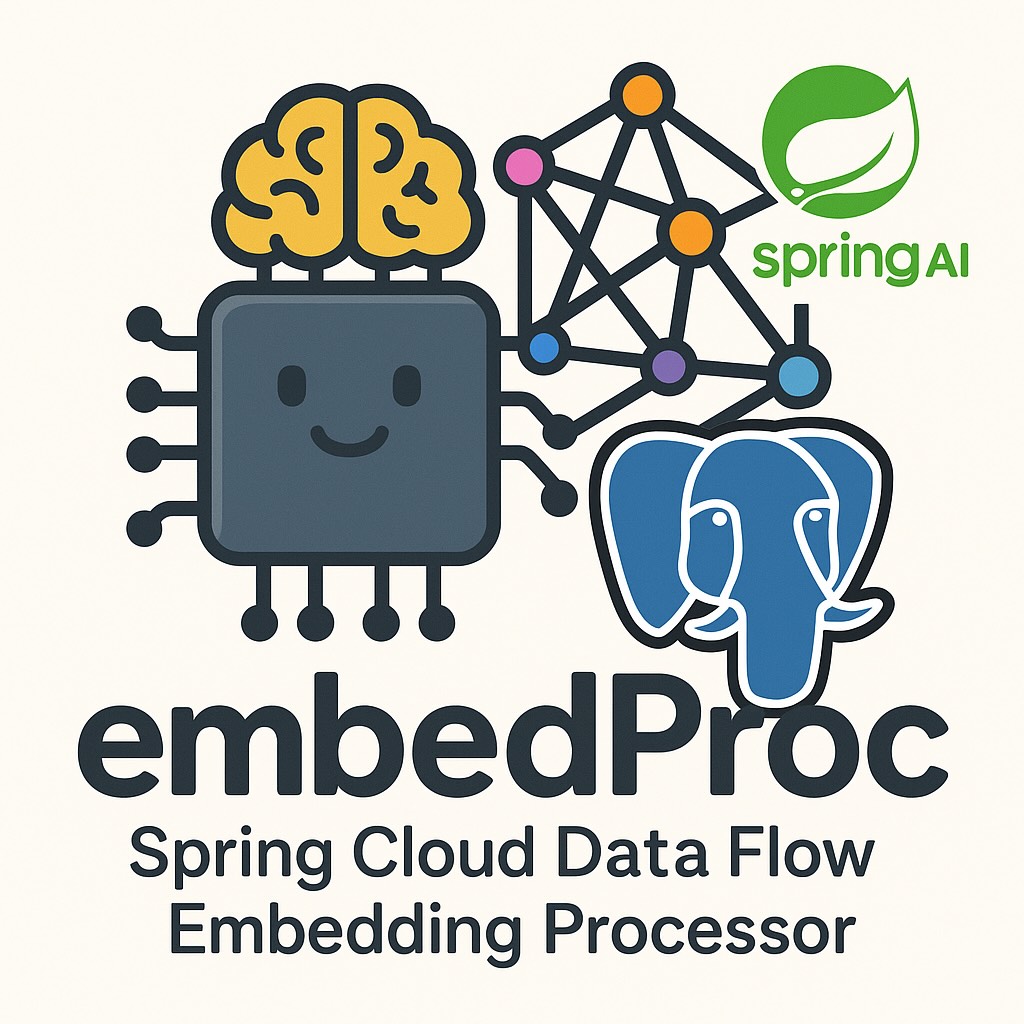 spring AI
embedProc
Spring Cloud Data Flow
Embedding Processor